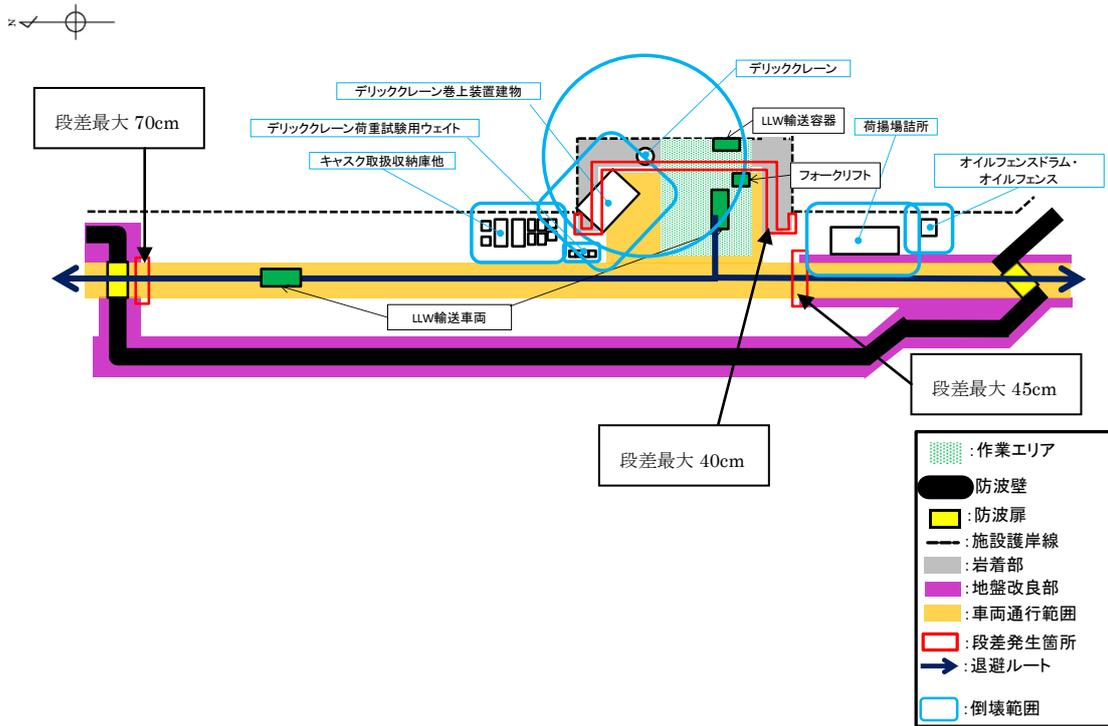 N
デリッククレーン
デリッククレーン巻上装置建物
段差最大 70cm
LLW輸送容器
デリッククレーン荷重試験用ウェイト
荷揚場詰所
キャスク取扱収納庫他
フォークリフト
オイルフェンスドラム・
オイルフェンス
LLW輸送車両
段差最大 45cm
段差最大 40cm
:作業エリア
防波壁
:防波扉
:施設護岸線
:岩着部
:地盤改良部
:車両通行範囲
:段差発生箇所
:退避ルート
:倒壊範囲